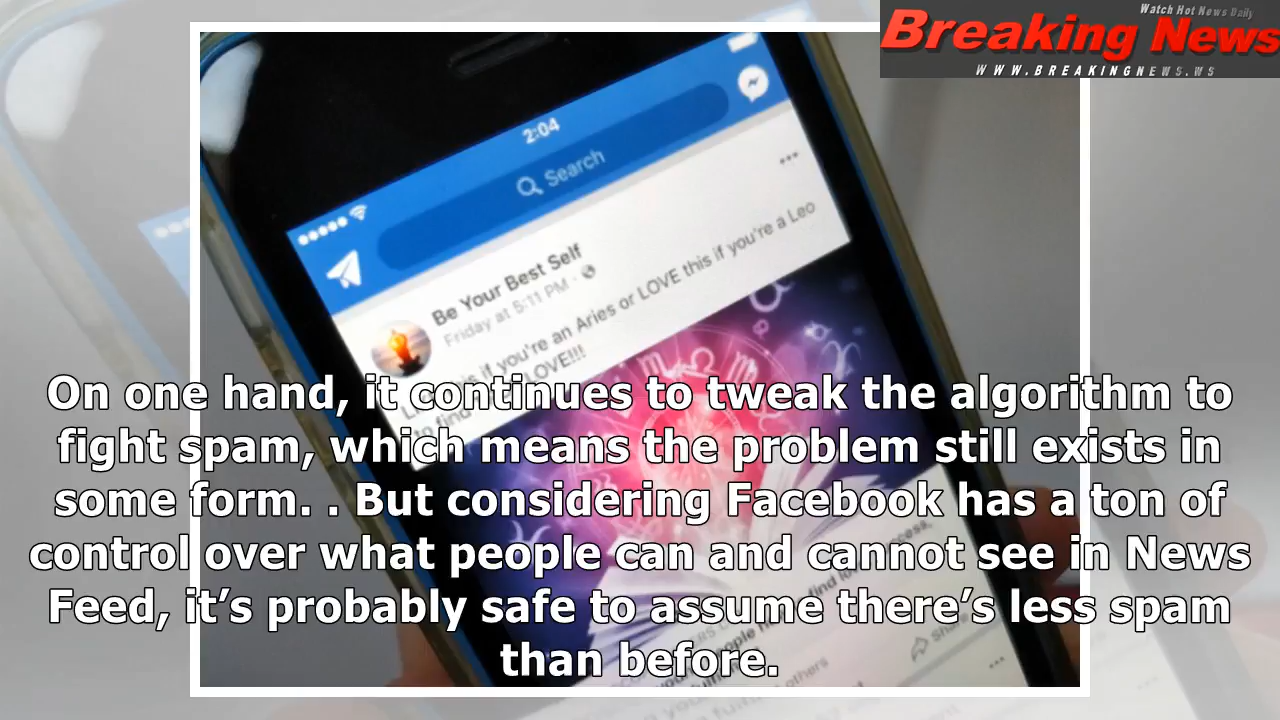 Watch Hot News Daily
Breaking News
WWW.BREAKINGNEWS.WS
2:04
Search
Be Your Best Self
Friday at 5:11 PM
if you're an Aries or LOVE this if you're a Leo
to find LOVE!!!
On one hand, it continues to tweak the algorithm to
fight spam, which means the problem still exists in
some form. . But considering Facebook has a ton of
control over what people can and cannot see in News
Feed, it’s probably safe to assume there’s less spam
than before.